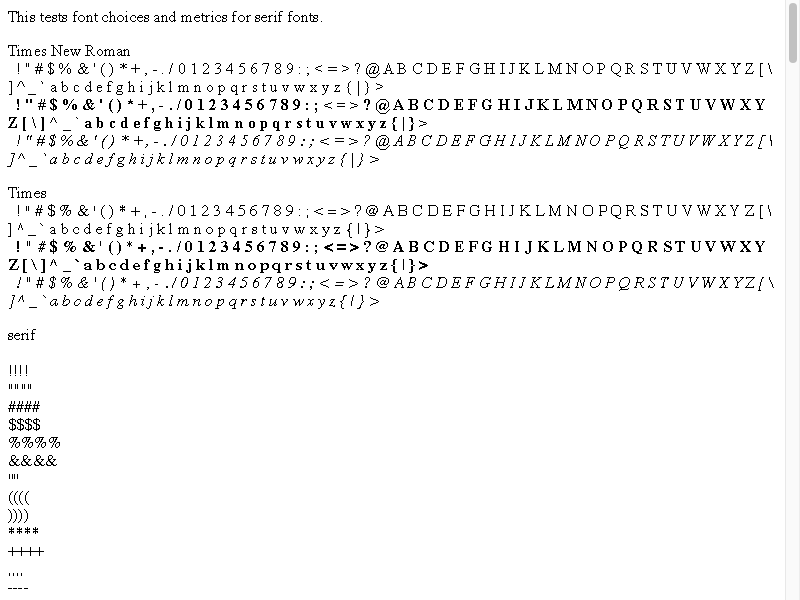 This tests font choices and metrics for serif fonts.
Times New Roman
! " # $ % & ' ( ) * + , - . / 0 1 2 3 4 5 6 7 8 9 : ; < = > ? @ A B C D E F G H I J K L M N O P Q R S T U V W X Y Z [ \
] ^ _ ` a b c d e f g h i j k l m n o p q r s t u v w x y z { | } >
! " # $ % & ' ( ) * + , - . / 0 1 2 3 4 5 6 7 8 9 : ; < = > ? @ A B C D E F G H I J K L M N O P Q R S T U V W X Y
Z [ \ ] ^ _ ` a b c d e f g h i j k l m n o p q r s t u v w x y z { | } >
! " # $ % & ' ( ) * + , - . / 0 1 2 3 4 5 6 7 8 9 : ; < = > ? @ A B C D E F G H I J K L M N O P Q R S T U V W X Y Z [ \
] ^ _ ` a b c d e f g h i j k l m n o p q r s t u v w x y z { | } >
Times
! " # $ % & ' ( ) * + , - . / 0 1 2 3 4 5 6 7 8 9 : ; < = > ? @ A B C D E F G H I J K L M N O P Q R S T U V W X Y Z [ \
] ^ _ ` a b c d e f g h i j k l m n o p q r s t u v w x y z { | } >
! " # $ % & ' ( ) * + , - . / 0 1 2 3 4 5 6 7 8 9 : ; < = > ? @ A B C D E F G H I J K L M N O P Q R S T U V W X Y
Z [ \ ] ^ _ ` a b c d e f g h i j k l m n o p q r s t u v w x y z { | } >
! " # $ % & ' ( ) * + , - . / 0 1 2 3 4 5 6 7 8 9 : ; < = > ? @ A B C D E F G H I J K L M N O P Q R S T U V W X Y Z [ \
] ^ _ ` a b c d e f g h i j k l m n o p q r s t u v w x y z { | } >
serif
!!!!
""""
####
$$$$
%%%%
&&&&
''''
((((
))))
****
++++
,,,,
----